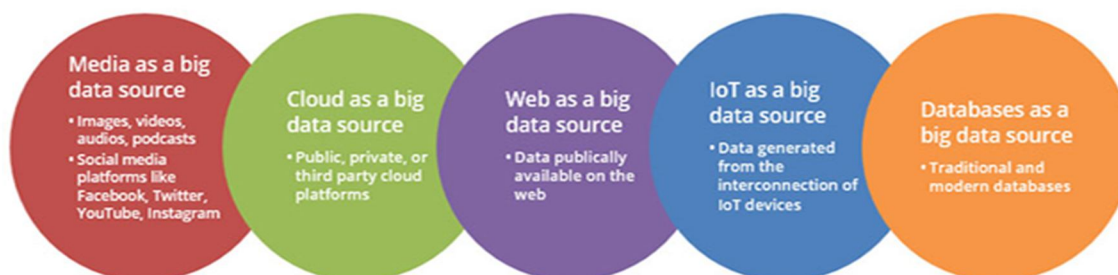 Media as a big
data source
• Images, videos,
audios, podcasts
• Social media
platforms like
Facebook, Twitter,
YouTube, Instagram
Cloud as a big
data source
• Public, private, or
third party cloud
platforms
Web as a big
data source
• Data publically
available on the
web
IoT as a big
data source
• Data generated
from the
interconnection of
IoT devices
Databases as a
big data source
• Traditional and
modern databases